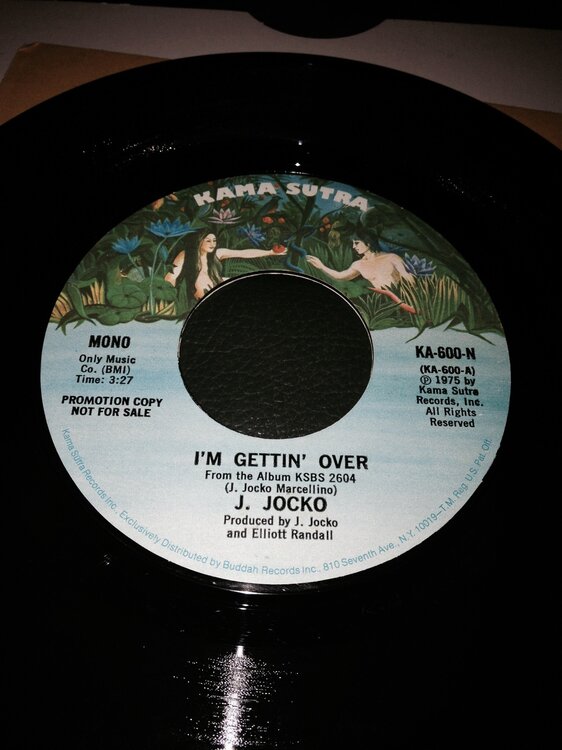 KAMA SUTRA
MONO
Only Music
Co. (BMI)
Time: 3:27
PROMOTION COPY
NOT FOR SALE
KA-600-N
(KA-600-A)
Ⓟ 1975 by
Kama Sutra
Records, Inc.
All Rights
Reserved
I'M GETTIN' OVER
From the Album KSBS 2604
(J. Jocko Marcellino)
J. JOCKO
Produced by J. Jocko
and Elliott Randall
Kama Sutra Records Inc., Exclusively Distributed by Buddah Records Inc., 810 Seventh Ave., N.Y. 10019—T.M. Reg. U.S. Pat. Off.